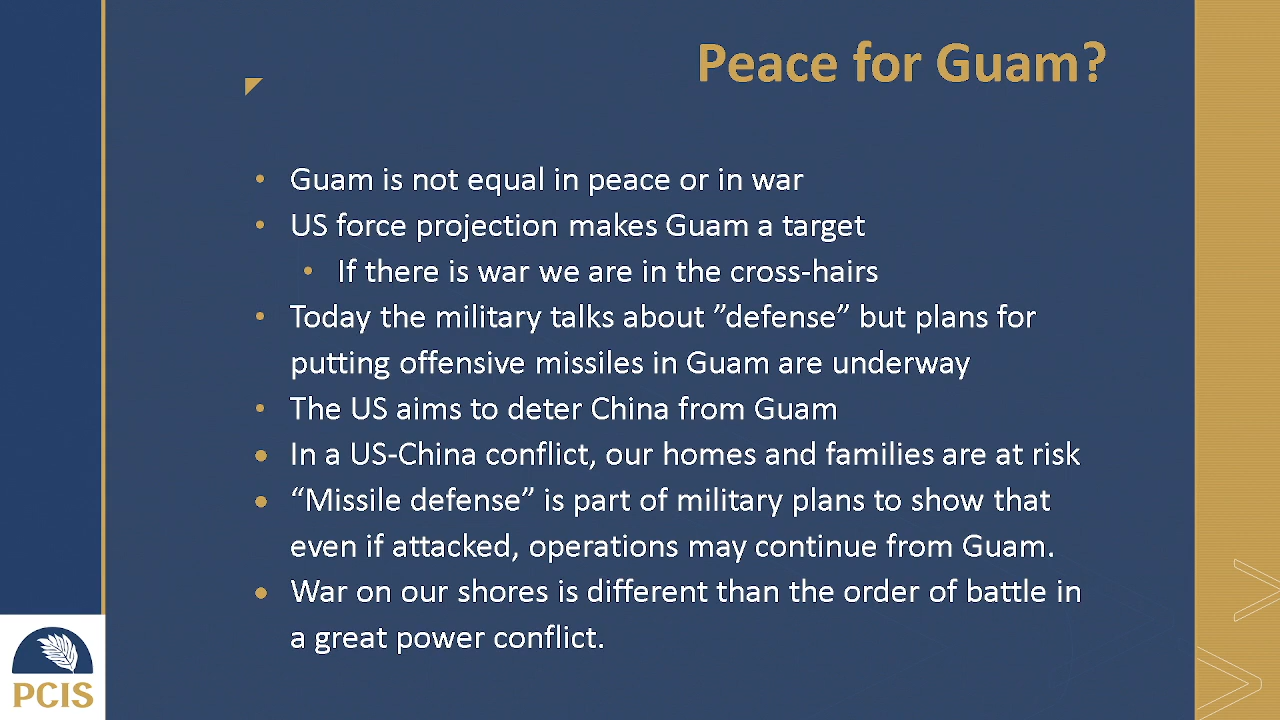 Peace for Guam?
• Guam is not equal in peace or in war
• US force projection makes Guam a target
• If there is war we are in the cross-hairs
• Today the military talks about ”defense” but plans for
putting offensive missiles in Guam are underway
• The US aims to deter China from Guam
• In a US-China conflict, our homes and families are at risk
• “Missile defense” is part of military plans to show that
even if attacked, operations may continue from Guam.
• War on our shores is different than the order of battle in
a great power conflict.
PCIS